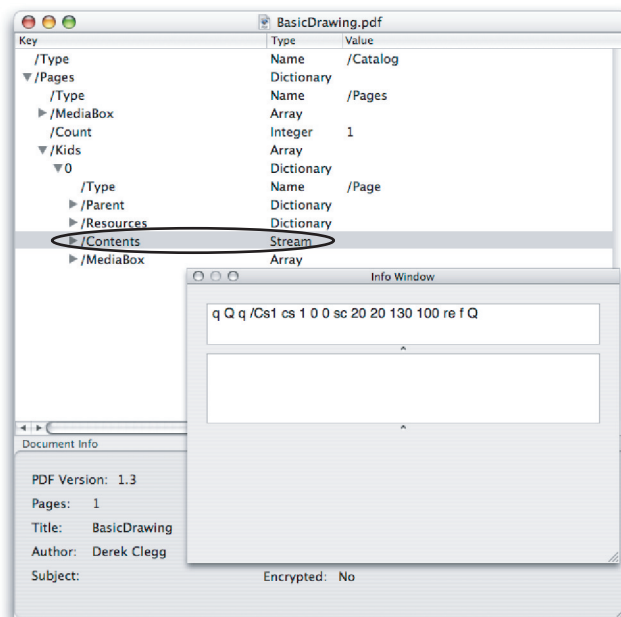 BasicDrawing.pdf
Key Type Value
/Type Name /Catalog
/Pages Dictionary
/Type Name /Pages
/MediaBox Array
/Count Integer 1
/Kids Array
0 Dictionary
/Type Name /Page
/Parent Dictionary
/Resources Dictionary
/Contents Stream
/MediaBox Array
Info Window
q Q q /Cs1 cs 1 0 0 sc 20 20 130 100 re f Q
Document Info
PDF Version: 1.3
Pages: 1
Title: BasicDrawing
Author: Derek Clegg
Subject: Encrypted: No